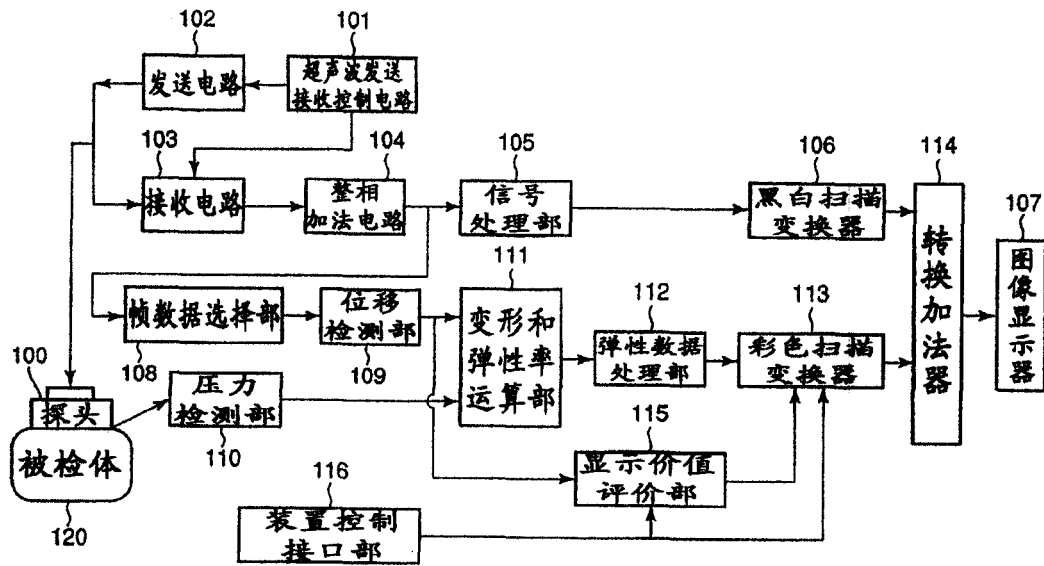 102
101
发送电路
超声波发送
接收控制电路
103
104
105
106
114
接收电路
整相
加法电路
信号
处理部
黑白扫描
变换器
转换加法器
107
图像显示器
111
帧数据选择部
位移
检测部
变形和
弹性率
运算部
112
弹性数据
处理部
113
彩色扫描
变换器
100
108
109
探头
压力
检测部
110
被检体
120
115
显示价值
评价部
116
装置控制
接口部